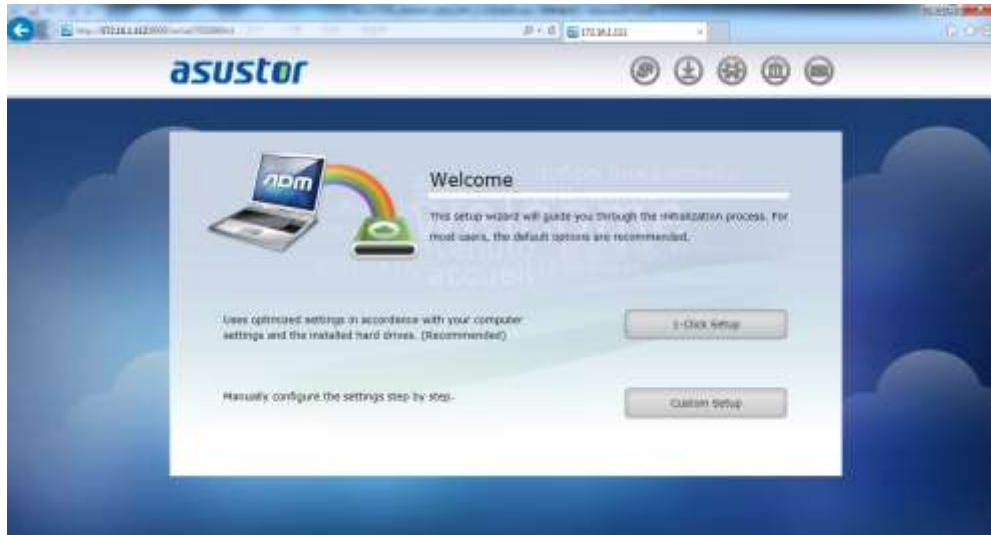 asustor
ADM
Welcome
This setup wizard will guide you through the initialization process. For
most users, the default options are recommended.
accueil
Uses optimized settings in accordance with your computer
settings and the installed hard drives. (Recommended)
1-Click Setup
Manually configure the settings step by step.
Custom Setup